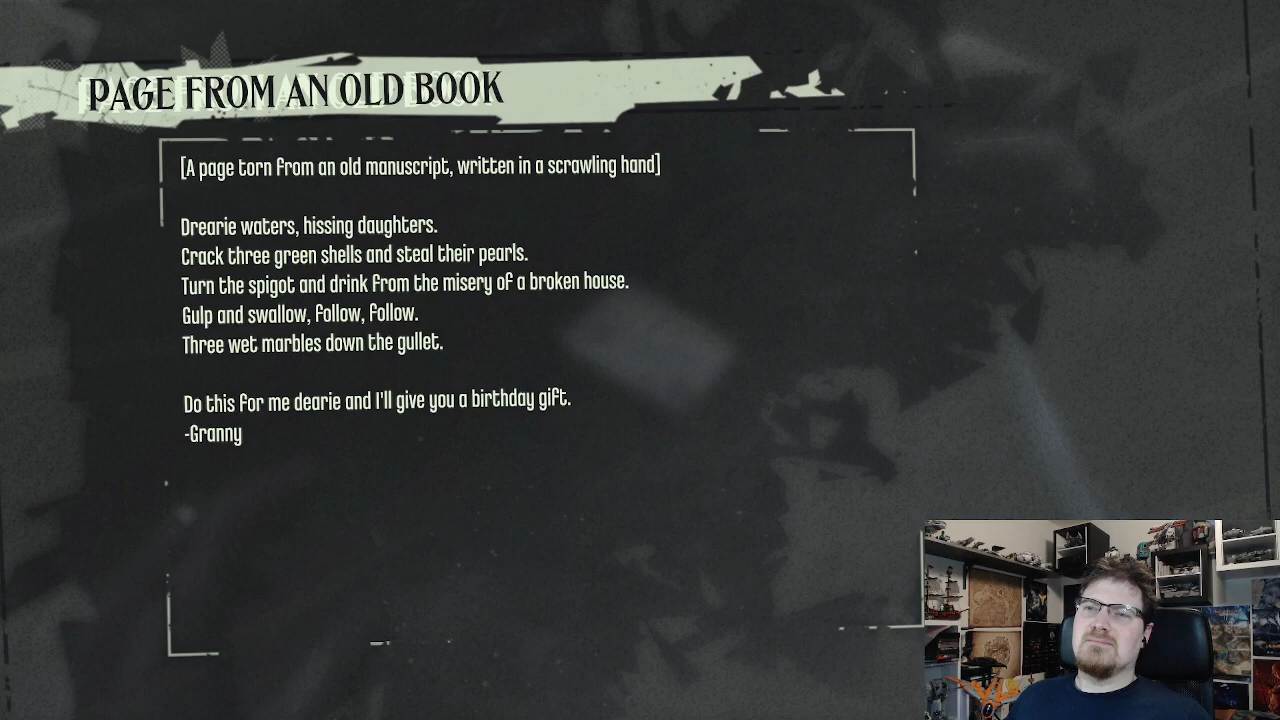 PAGE FROM AN OLD BOOK
[A page torn from an old manuscript, written in a scrawling hand]
Drearie waters, hissing daughters.
Crack three green shells and steal their pearls.
Turn the spigot and drink from the misery of a broken house.
Gulp and swallow, follow, follow.
Three wet marbles down the gullet.
Do this for me dearie and I'll give you a birthday gift.
-Granny